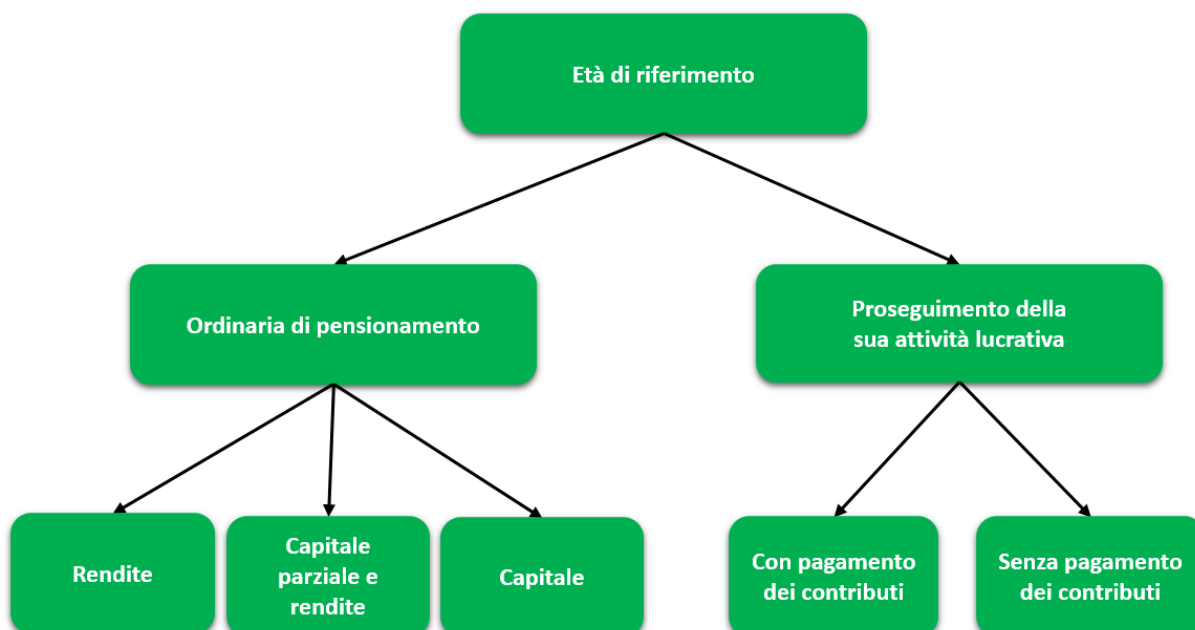 Età di riferimento
Ordinaria di pensionamento
Proseguimento della
sua attività lucrativa
Rendite
Capitale
parziale e
rendite
Capitale
Con pagamento
dei contributi
Senza pagamento
dei contributi